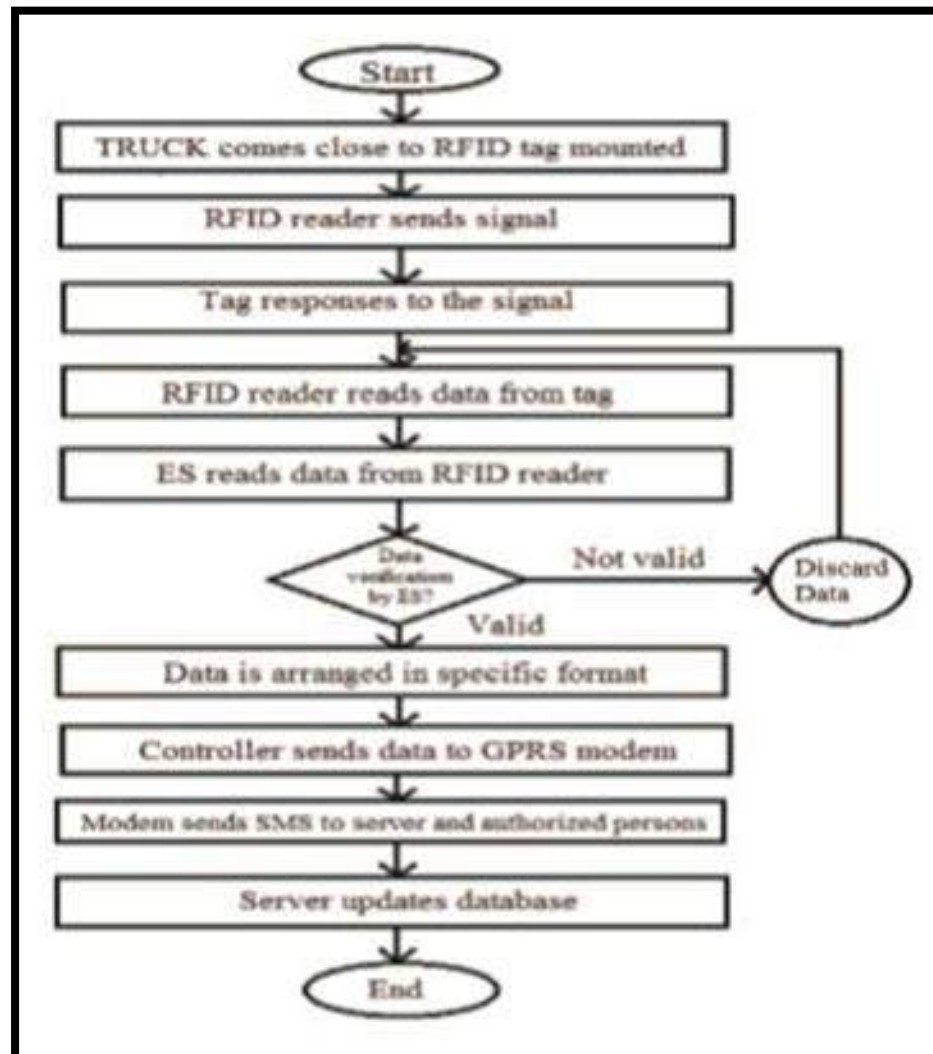 Start
TRUCK comes close to RFID tag mounted
RFID reader sends signal
Tag responses to the signal
RFID reader reads data from tag
ES reads data from RFID reader
Data
verification
by ES?
Not valid
Discard
Data
Valid
Data is arranged in specific format
Controller sends data to GPRS modem
Modem sends SMS to server and authorized persons
Server updates database
End